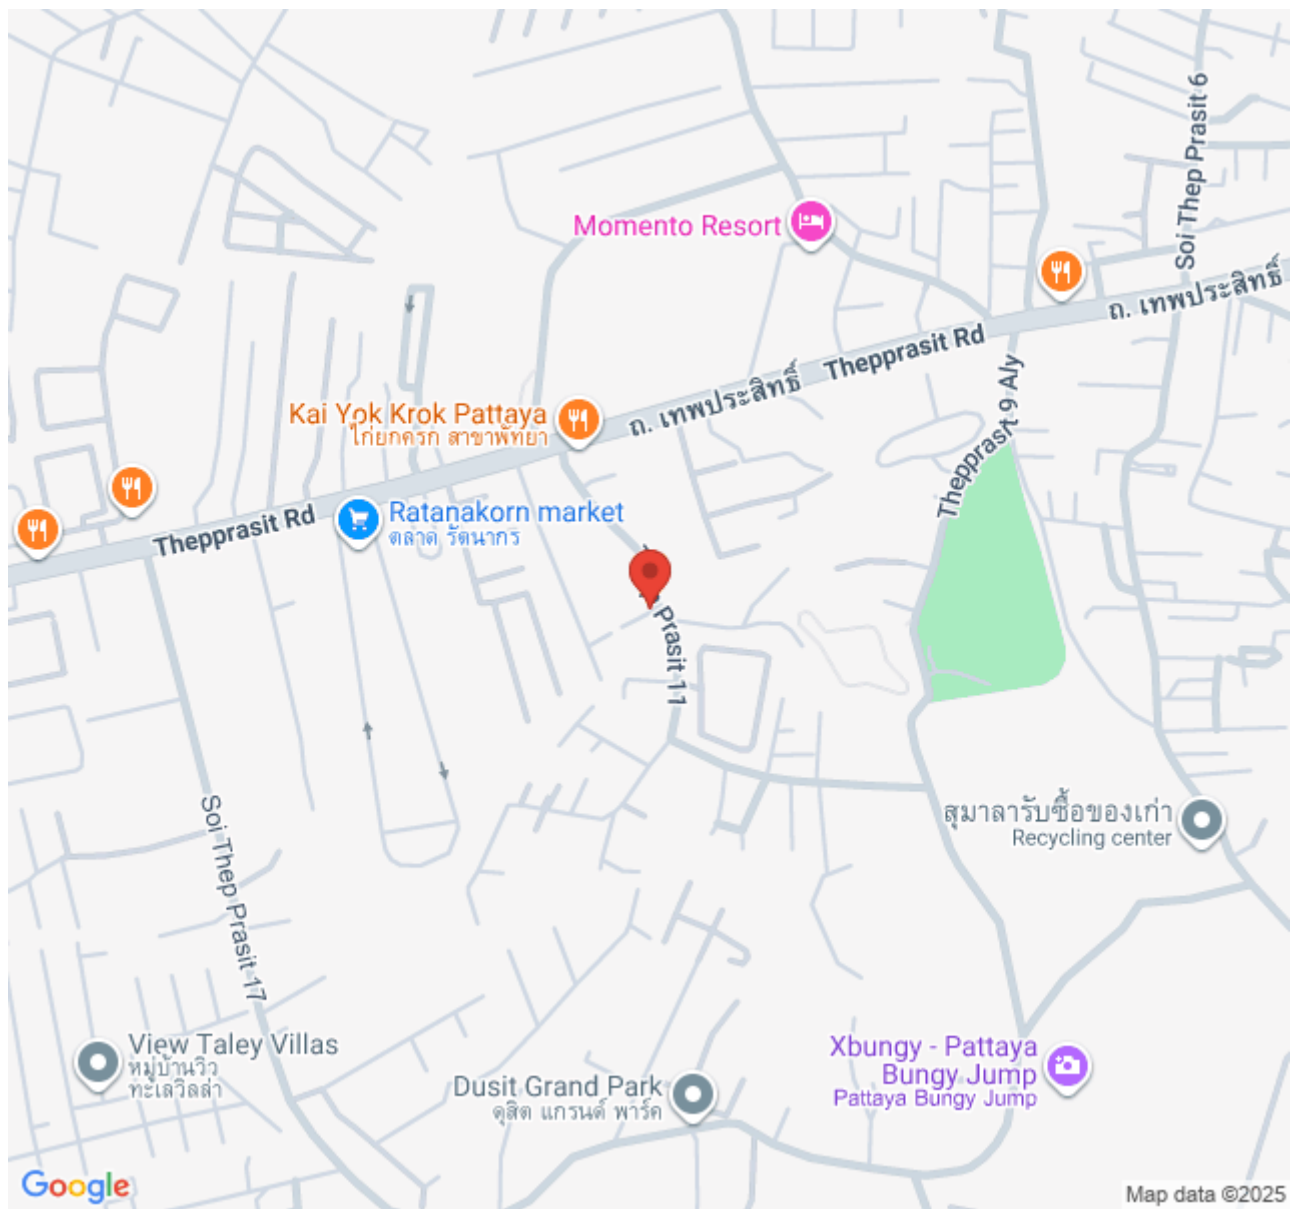 Soi Thep Prasit 6
Momento Resort
ถ. เทพประสิทธิ์
Thepprasit Rd
ถ. เทพประสิทธิ์
Thepprasit 9 Aly
Kai Yok Krok Pattaya
ไก่ยกครก สาขาพัทยา
Ratanakorn market
ตลาด รัตนากร
Thepprasit Rd
Prasit 11
สุมาลารับซื้อของเก่า
Recycling center
Soi Thep Prasit 17
View Taley Villas
หมู่บ้านวิว
ทะเลวิลล่า
Xbungy - Pattaya
Bungy Jump
Pattaya Bungy Jump
Dusit Grand Park
ดุสิต แกรนด์ พาร์ค
Google
Map data ©2025